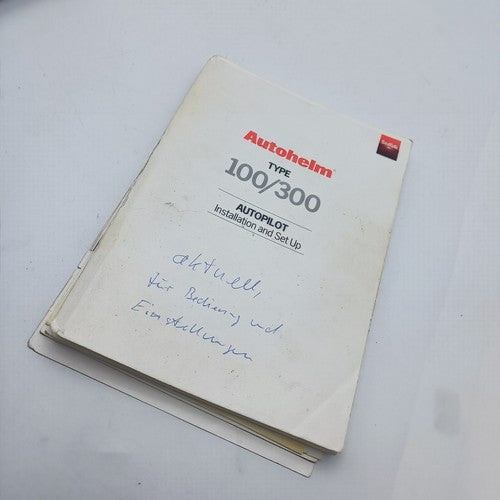 Autohelm
TYPE
100/300
AUTOPILOT
Installation and Set Up
aktuell,
für Bedienung und
Einstellungen